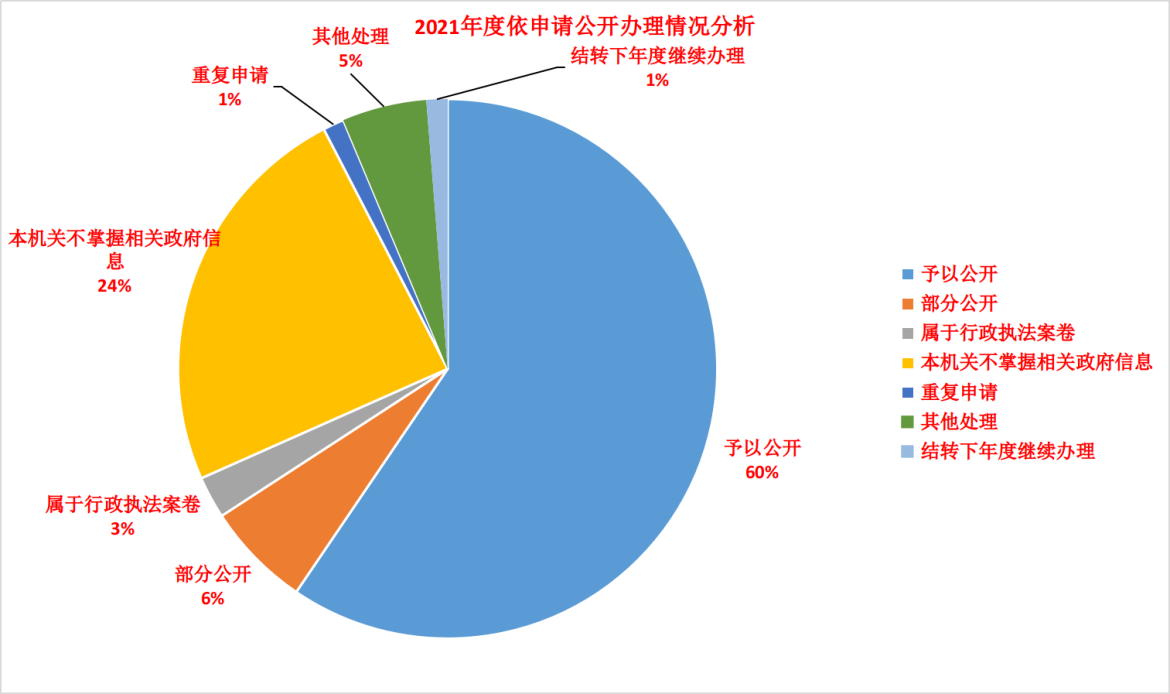 2021年度依申请公开办理情况分析
其他处理
5%
结转下年度继续办理
1%
重复申请
1%
本机关不掌握相关政府信
息
24%
予以公开
60%
属于行政执法案卷
3%
部分公开
6%
予以公开
部分公开
属于行政执法案卷
本机关不掌握相关政府信息
重复申请
其他处理
结转下年度继续办理